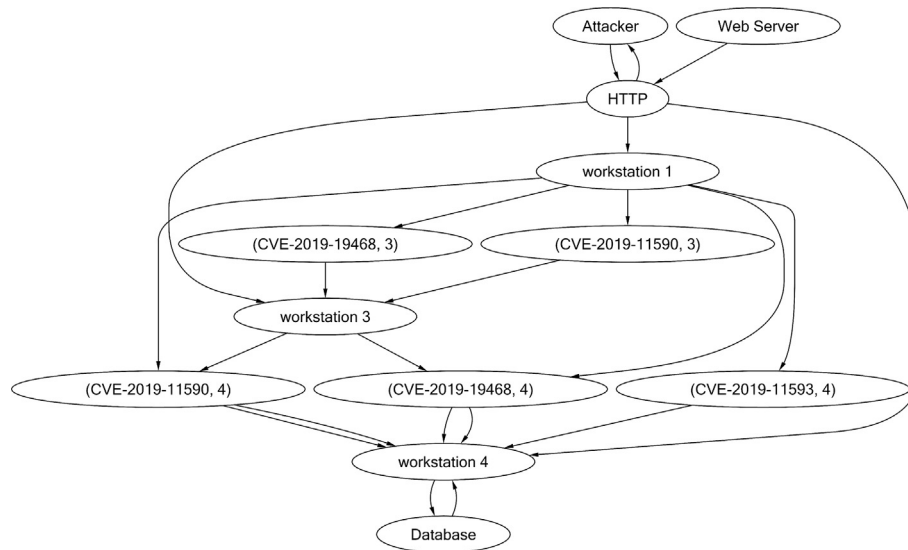 Attacker
Web Server
HTTP
workstation 1
(CVE-2019-19468, 3)
(CVE-2019-11590, 3)
workstation 3
(CVE-2019-11590, 4)
(CVE-2019-19468, 4)
(CVE-2019-11593, 4)
workstation 4
Database